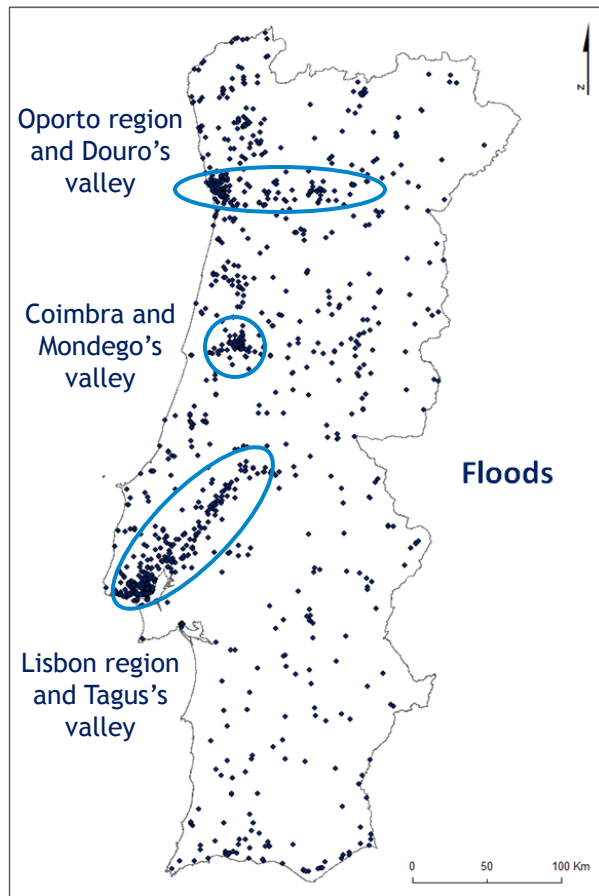 N
Oporto region
and Douro's
valley
Coimbra and
Mondego's
valley
Floods
Lisbon region
and Tagus's
valley
0 50 100 Km